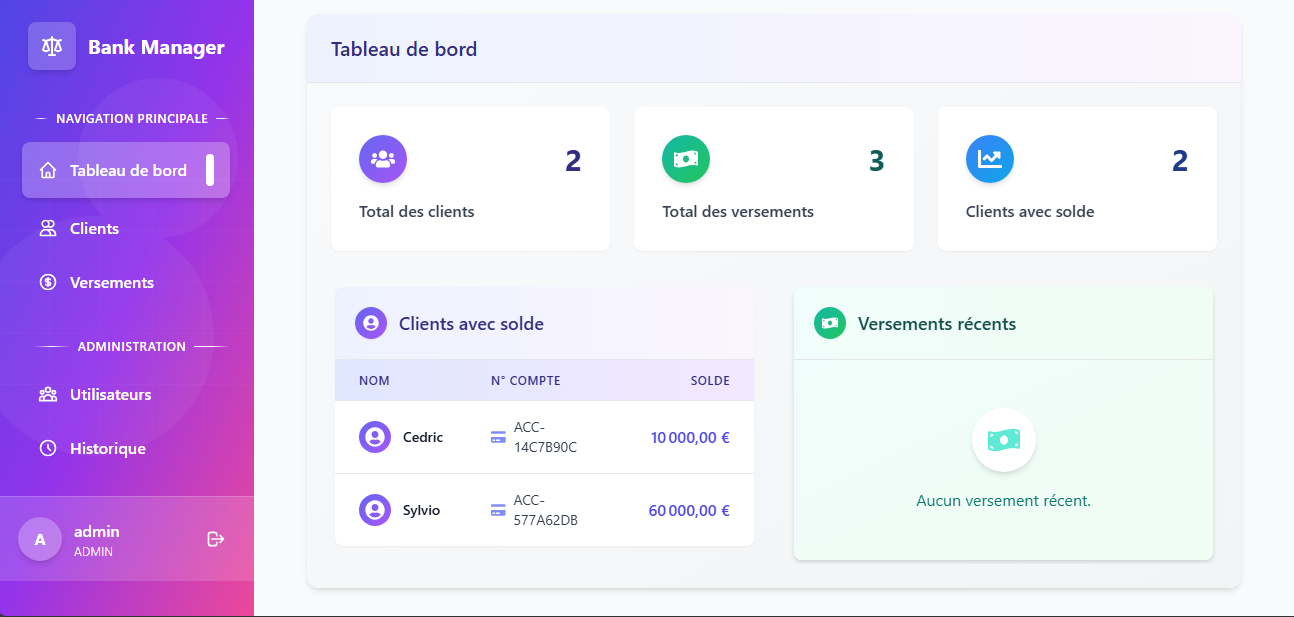 Bank Manager
NAVIGATION PRINCIPALE
Tableau de bord
Clients
Versements
ADMINISTRATION
Utilisateurs
Historique
A
admin
ADMIN
Tableau de bord
2
Total des clients
3
Total des versements
2
Clients avec solde
Clients avec solde
NOM N° COMPTE SOLDE
Cedric ACC-
14C7B90C 10 000,00 €
Sylvio ACC-
577A62DB 60 000,00 €
Versements récents
Aucun versement récent.